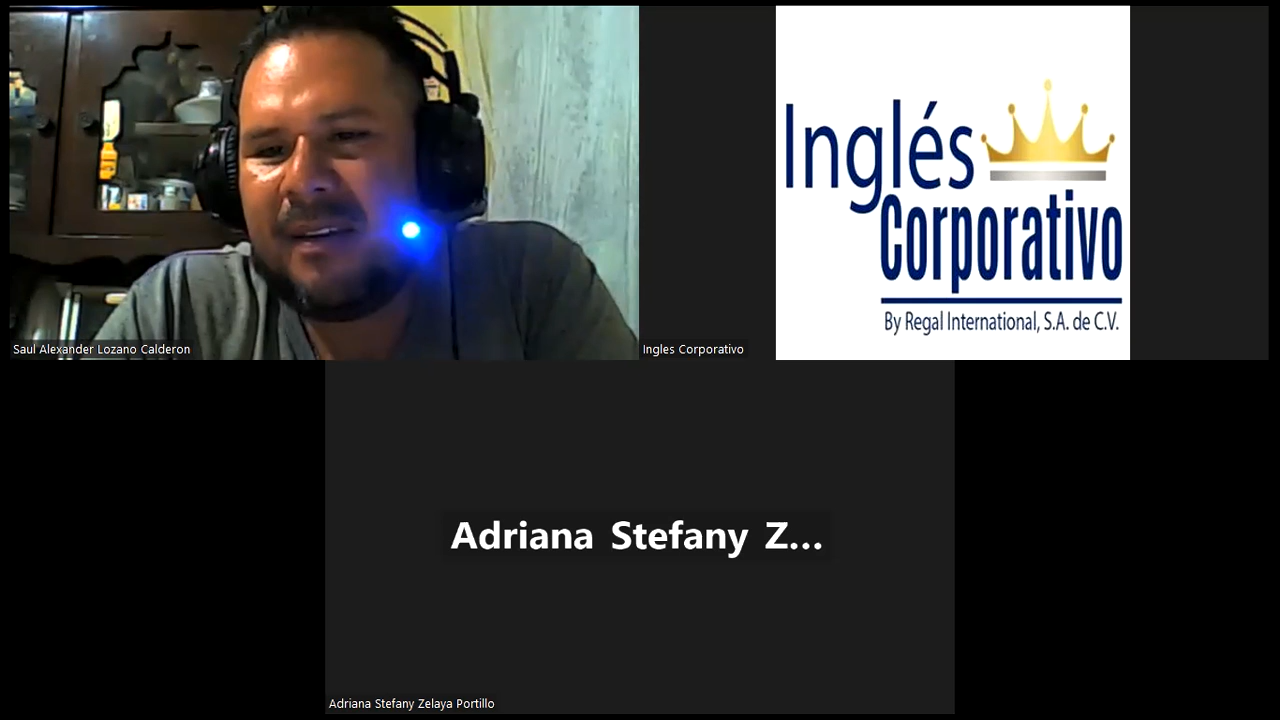 Inglés
Corporativo
By Regal International, S.A. de C.V.
Saul Alexander Lozano Calderon
Ingles Corporativo
Adriana Stefany Z...
Adriana Stefany Zelaya Portillo